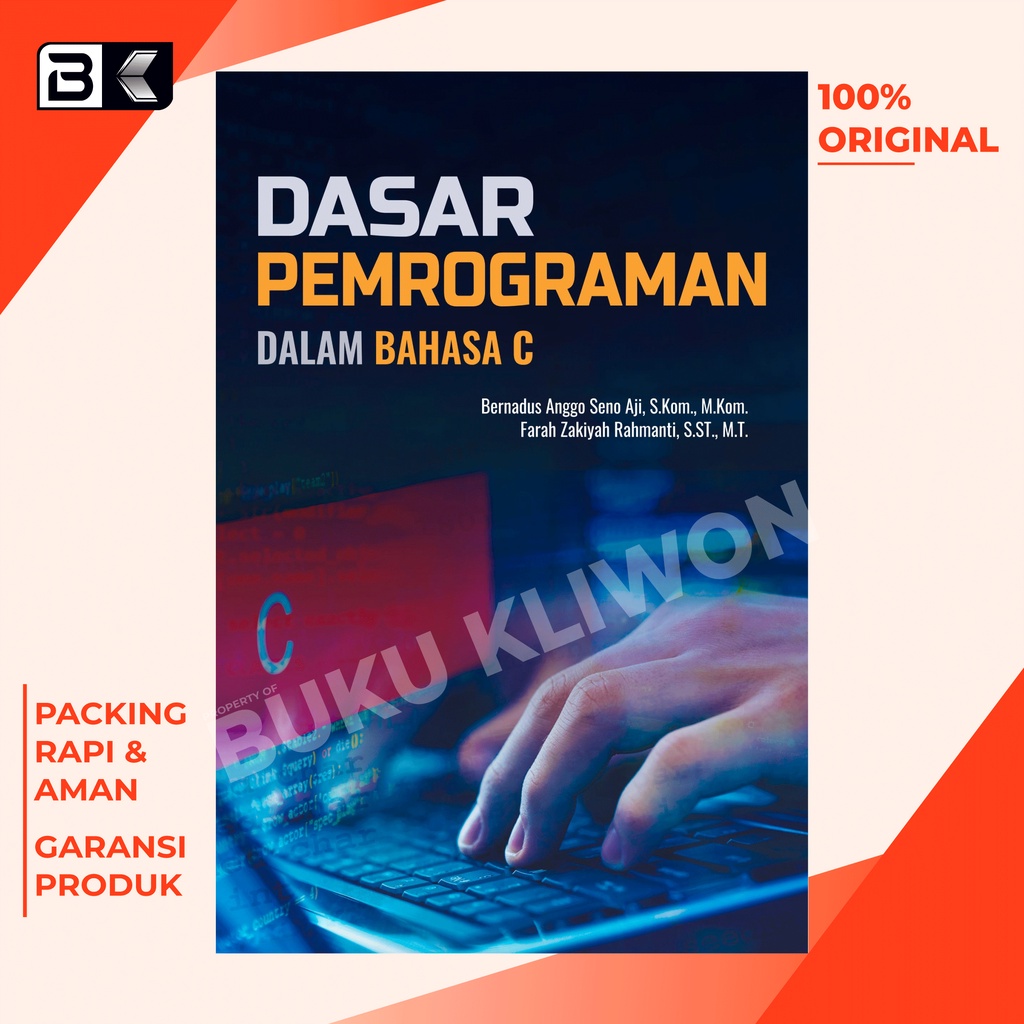 BK
100%
ORIGINAL
DASAR
PEMROGRAMAN
DALAM BAHASA C
Bernadus Anggo Seno Aji, S.Kom., M.Kom.
Farah Zakiyah Rahmanti, S.ST., M.T.
C
PROPERTY OF
BUKU KLIWON
PACKING
RAPI &
AMAN
GARANSI
PRODUK